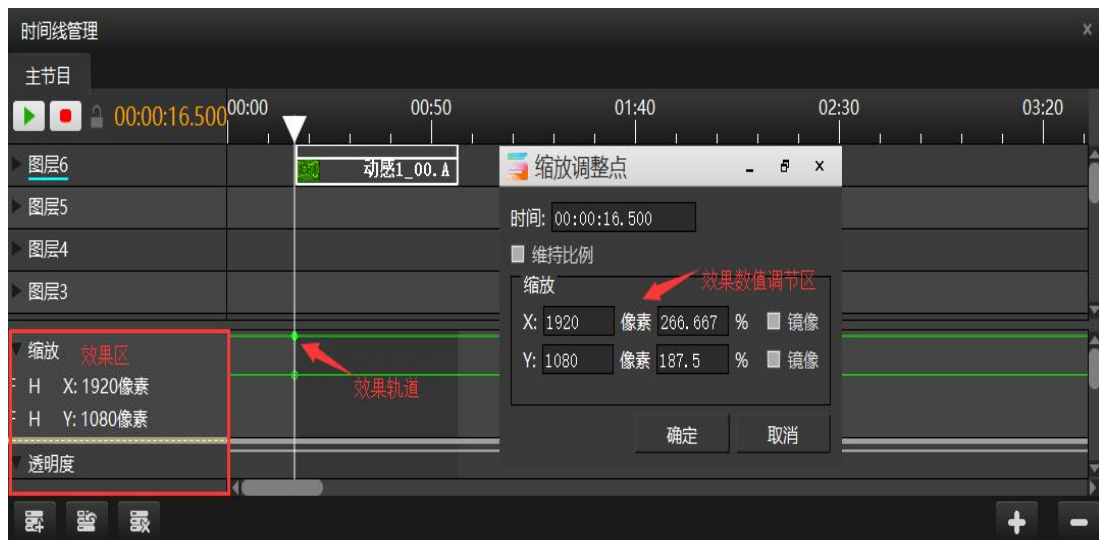 时间线管理
主节目
00:00:16.500 00:00 00:50 01:40 02:30 03:20
图层6
动感1_00.A
图层5
图层4
图层3
缩放调整点
时间: 00:00:16.500
维持比例
缩放
效果数值调节区
X: 1920 像素 266.667 % 镜像
Y: 1080 像素 187.5 % 镜像
确定 取消
缩放 效果区
F H X: 1920像素
F H Y: 1080像素
效果轨道
透明度